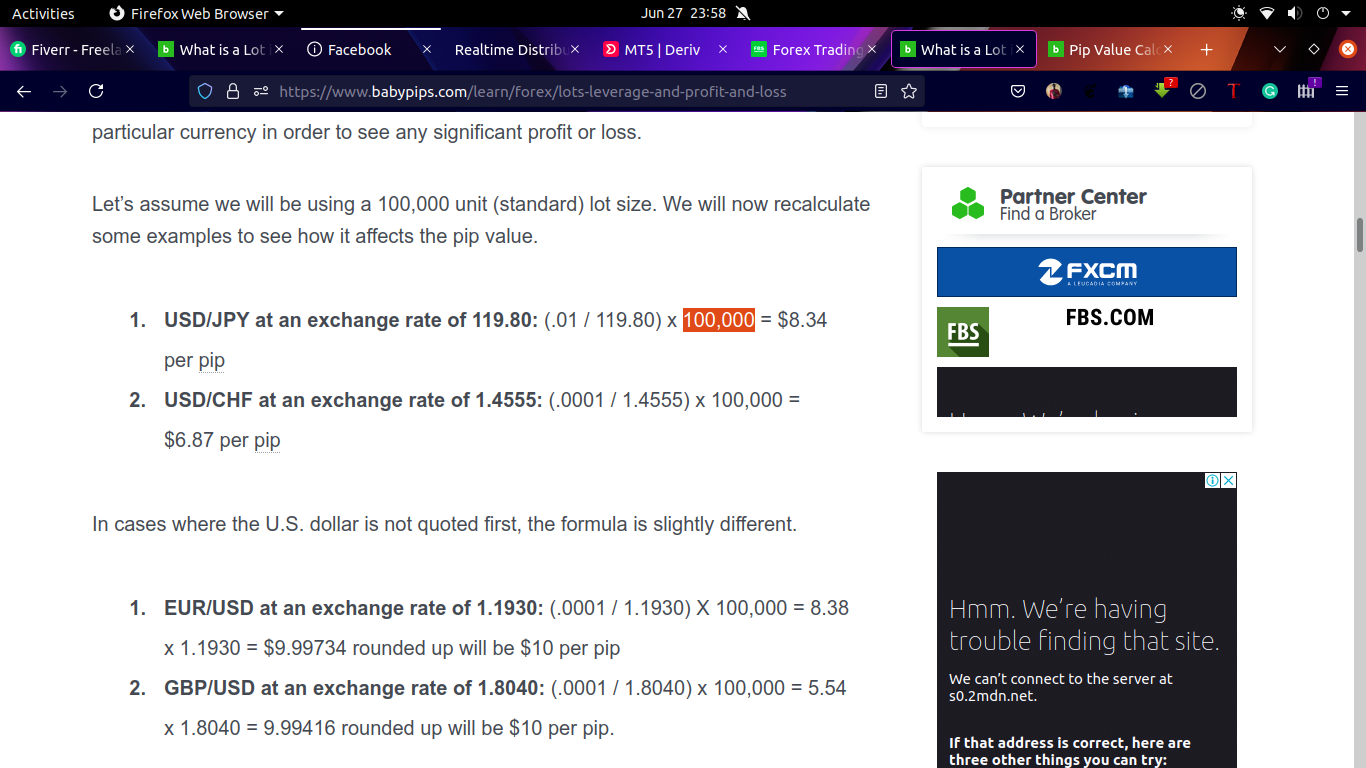 Activities
Firefox Web Browser
Jun 27 23:58
Fiverr - Freela
What is a Lot
Facebook
Realtime Distribu
MT5 | Deriv
Forex Trading
What is a Lot
Pip Value Calc
https://www.babypips.com/learn/forex/lots-leverage-and-profit-and-loss
particular currency in order to see any significant profit or loss.
Let’s assume we will be using a 100,000 unit (standard) lot size. We will now recalculate
some examples to see how it affects the pip value.
1. USD/JPY at an exchange rate of 119.80: (.01 / 119.80) x 100,000 = $8.34
per pip
2. USD/CHF at an exchange rate of 1.4555: (.0001 / 1.4555) x 100,000 =
$6.87 per pip
In cases where the U.S. dollar is not quoted first, the formula is slightly different.
1. EUR/USD at an exchange rate of 1.1930: (.0001 / 1.1930) X 100,000 = 8.38
x 1.1930 = $9.99734 rounded up will be $10 per pip
2. GBP/USD at an exchange rate of 1.8040: (.0001 / 1.8040) x 100,000 = 5.54
x 1.8040 = 9.99416 rounded up will be $10 per pip.
Partner Center
Find a Broker
FXCM
A LEUCADIA COMPANY
FBS
FBS.COM
Hmm. We’re having
trouble finding that site.
We can’t connect to the server at
s0.2mdn.net.
If that address is correct, here are
three other things you can try: